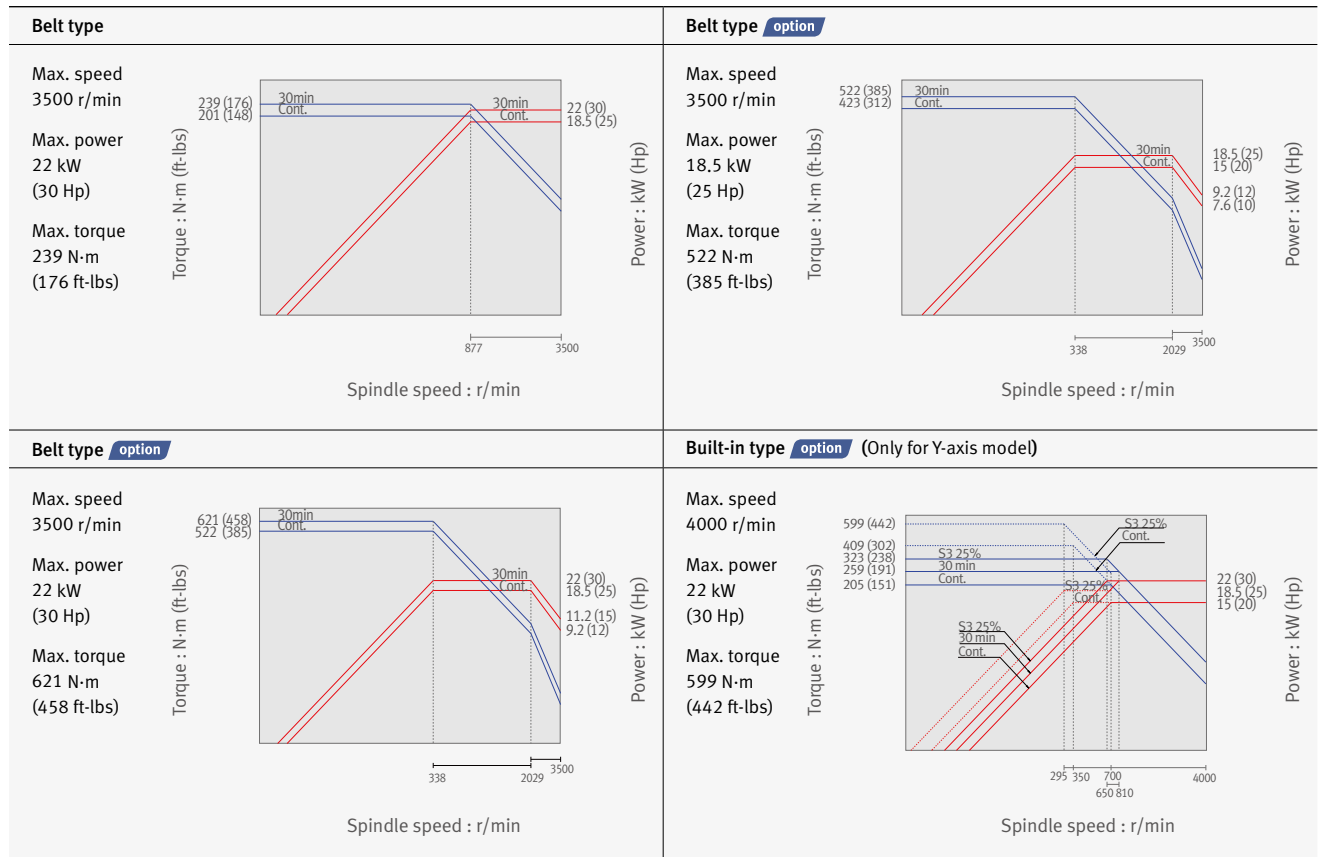 Belt type
Max. speed
3500 r/min
Max. power
22 kW
(30 Hp)
Max. torque
239 N·m
(176 ft-lbs)
Torque : N·m (ft-lbs)
239 (176)
201 (148)
30min
Cont.
30min
Cont.
22 (30)
18.5 (25)
Power : kW (Hp)
877
3500
Spindle speed : r/min
Belt type option
Max. speed
3500 r/min
Max. power
18.5 kW
(25 Hp)
Max. torque
522 N·m
(385 ft-lbs)
Torque : N·m (ft-lbs)
522 (385)
423 (312)
30min
Cont.
30min
Cont.
18.5 (25)
15 (20)
9.2 (12)
7.6 (10)
Power : kW (Hp)
338
2029
3500
Spindle speed : r/min
Belt type option
Max. speed
3500 r/min
Max. power
22 kW
(30 Hp)
Max. torque
621 N·m
(458 ft-lbs)
Torque : N·m (ft-lbs)
621 (458)
522 (385)
30min
Cont.
30min
Cont.
22 (30)
18.5 (25)
11.2 (15)
9.2 (12)
Power : kW (Hp)
338
2029
3500
Spindle speed : r/min
Built-in type option (Only for Y-axis model)
Max. speed
4000 r/min
Max. power
22 kW
(30 Hp)
Max. torque
599 N·m
(442 ft-lbs)
Torque : N·m (ft-lbs)
599 (442)
409 (302)
323 (238)
259 (191)
205 (151)
S3 25%
30 min
Cont.
S3 25%
Cont.
S3 25%
Cont.
S3 25%
30 min
Cont.
22 (30)
18.5 (25)
15 (20)
Power : kW (Hp)
295 350 700 4000
650 810
Spindle speed : r/min